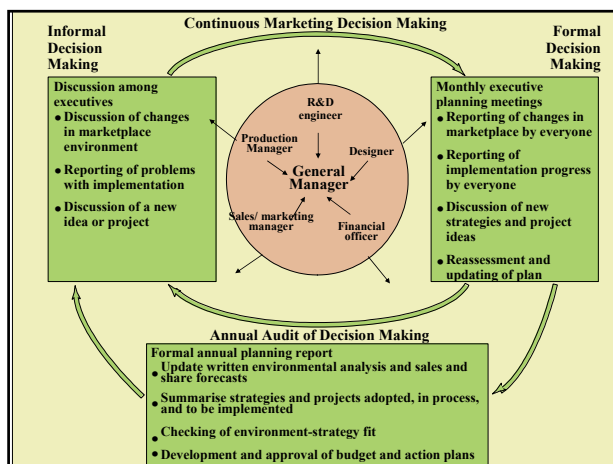 Continuous Marketing Decision Making
Informal
Decision
Making
Formal
Decision
Making
Discussion among
executives
● Discussion of changes
in marketplace
environment
● Reporting of problems
with implementation
● Discussion of a new
idea or project
R&D
engineer
Production
Manager
Designer
General
Manager
Sales/ marketing
manager
Financial
officer
Monthly executive
planning meetings
● Reporting of changes in
marketplace by everyone
● Reporting of
implementation progress
by everyone
● Discussion of new
strategies and project
ideas
● Reassessment and
updating of plan
Annual Audit of Decision Making
Formal annual planning report
● Update written environmental analysis and sales and
share forecasts
● Summarise strategies and projects adopted, in process,
and to be implemented
● Checking of environment-strategy fit
● Development and approval of budget and action plans